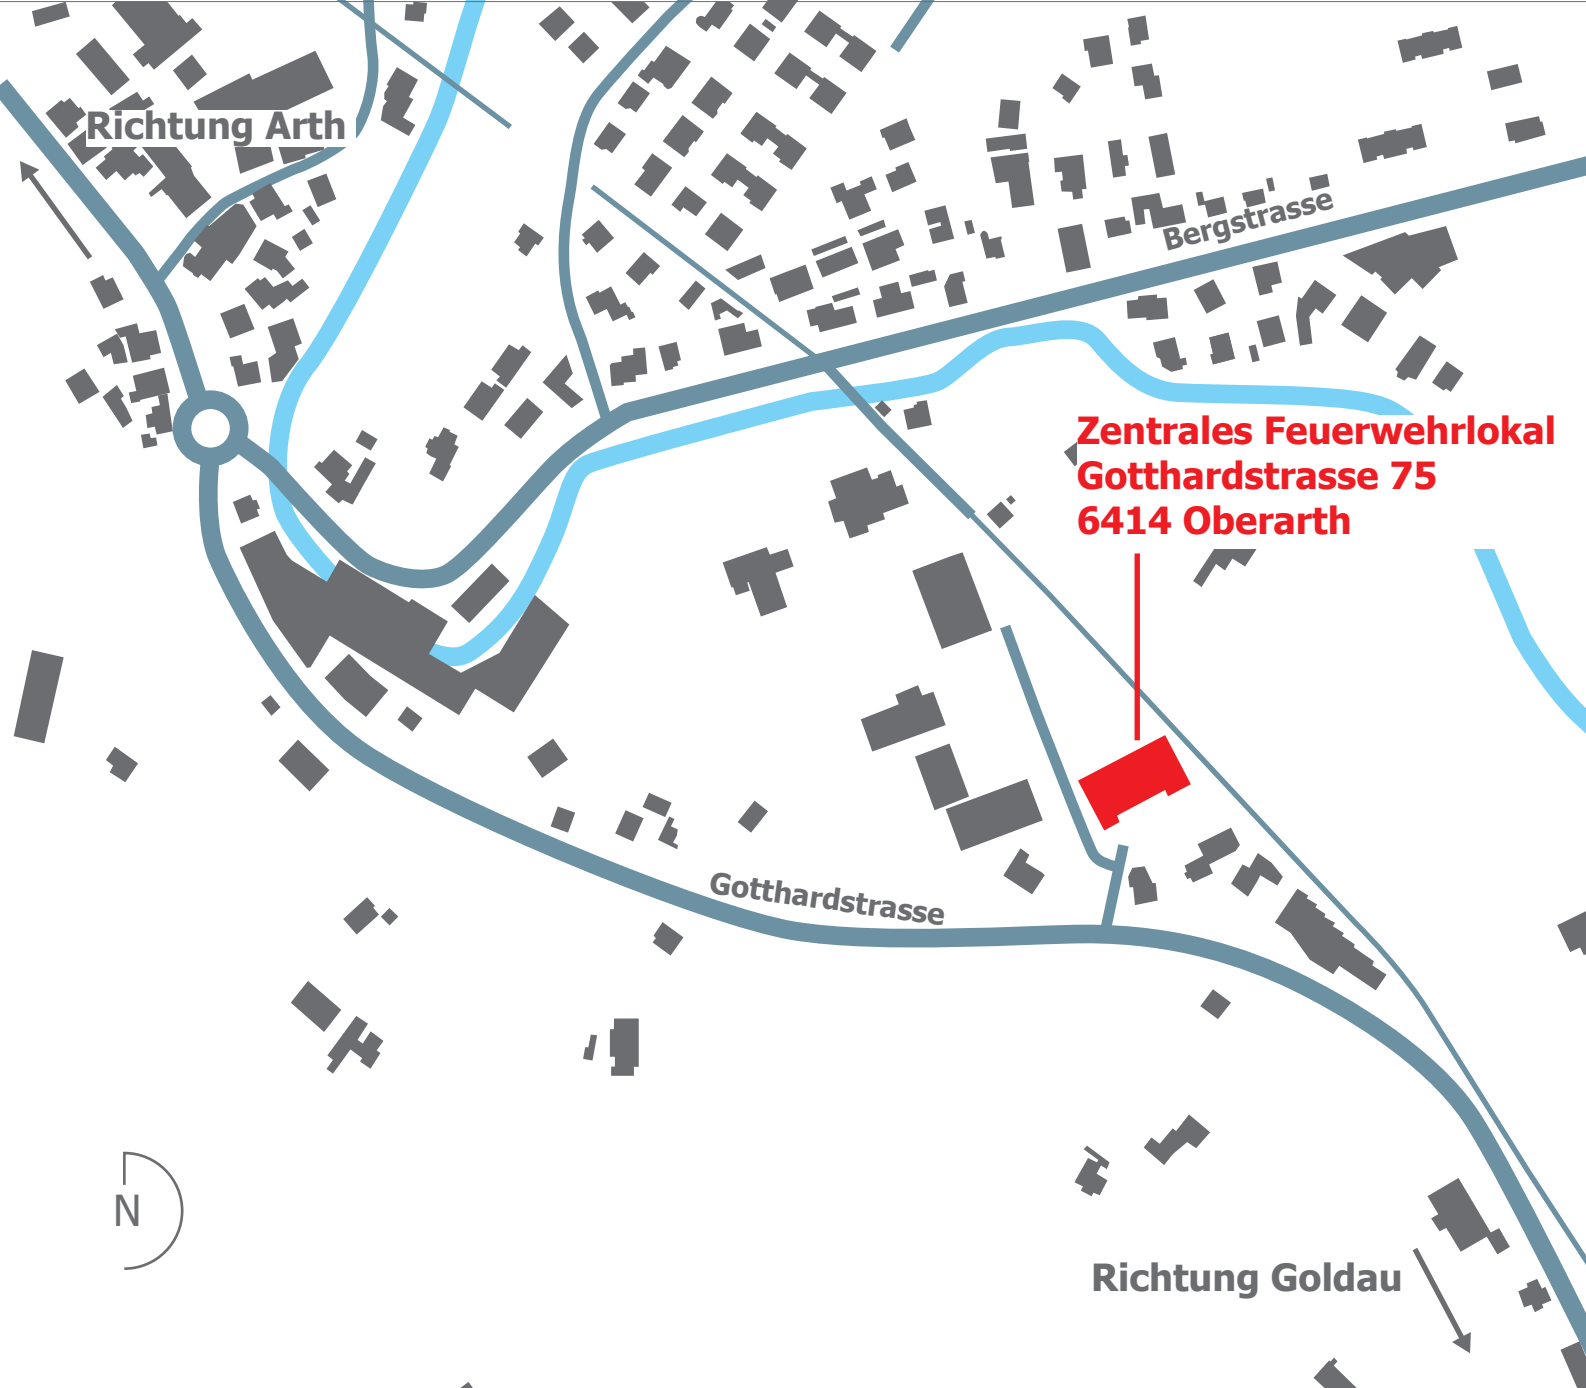 Richtung Arth
Bergstrasse
Zentrales Feuerwehrlokal
Gotthardstrasse 75
6414 Oberarth
Gotthardstrasse
N
Richtung Goldau